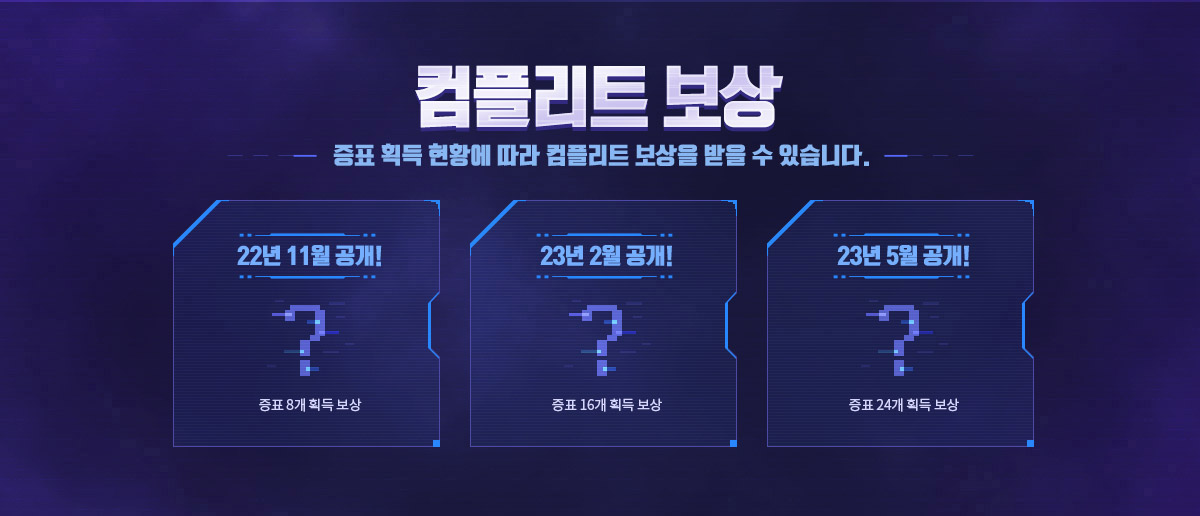 컴플리트 보상
증표 획득 현황에 따라 컴플리트 보상을 받을 수 있습니다.
22년 11월 공개!
?
증표 8개 획득 보상
23년 2월 공개!
?
증표 16개 획득 보상
23년 5월 공개!
?
증표 24개 획득 보상